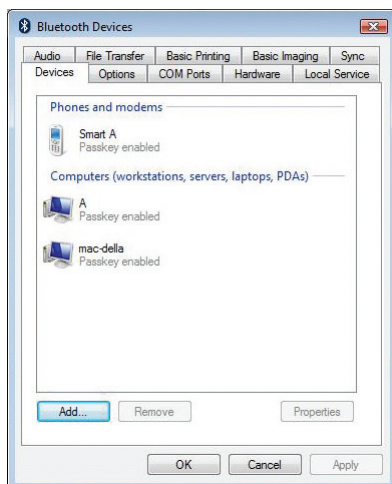 Bluetooth Devices
Audio File Transfer Basic Printing Basic Imaging Sync
Devices Options COM Ports Hardware Local Service
Phones and modems
Smart A
Passkey enabled
Computers (workstations, servers, laptops, PDAs)
A
Passkey enabled
mac-della
Passkey enabled
Add... Remove Properties
OK Cancel Apply